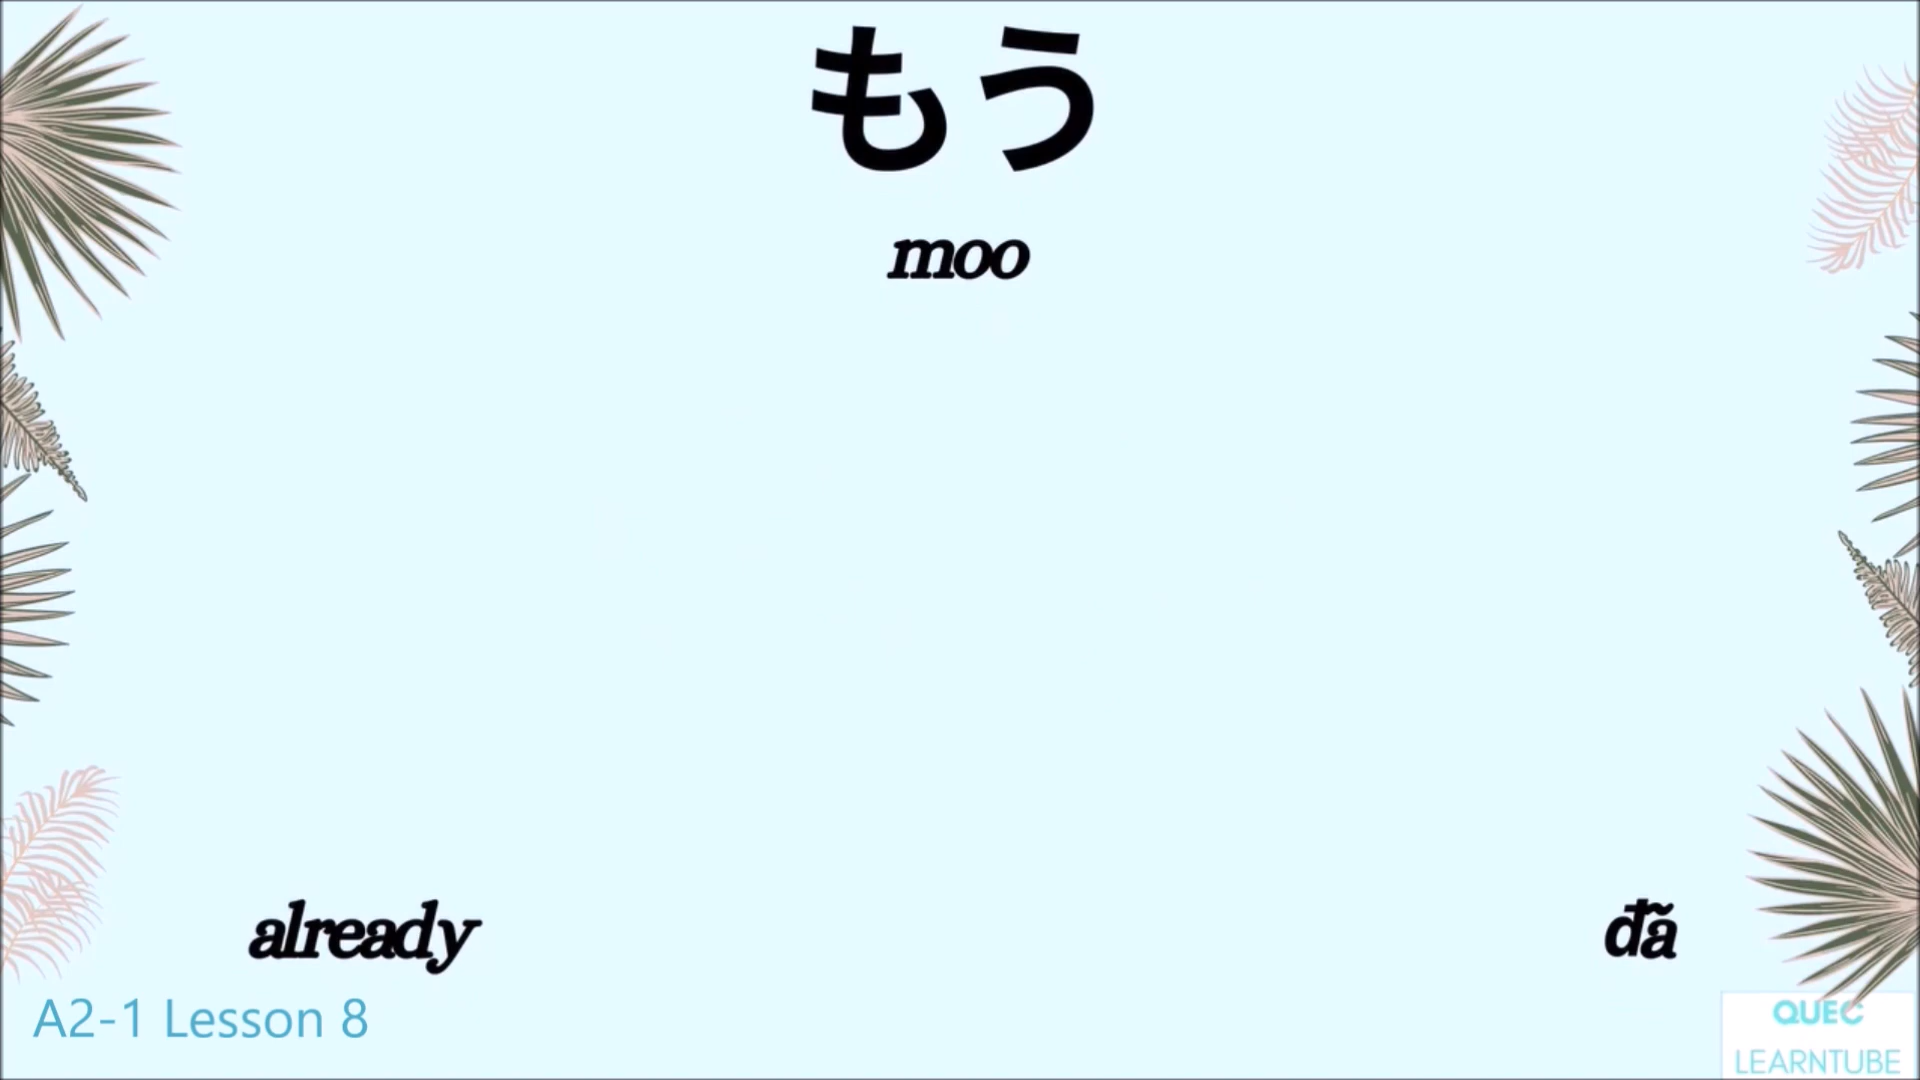 もう
moo
already
đã
A2-1 Lesson 8
QUEC
LEARNTUBE